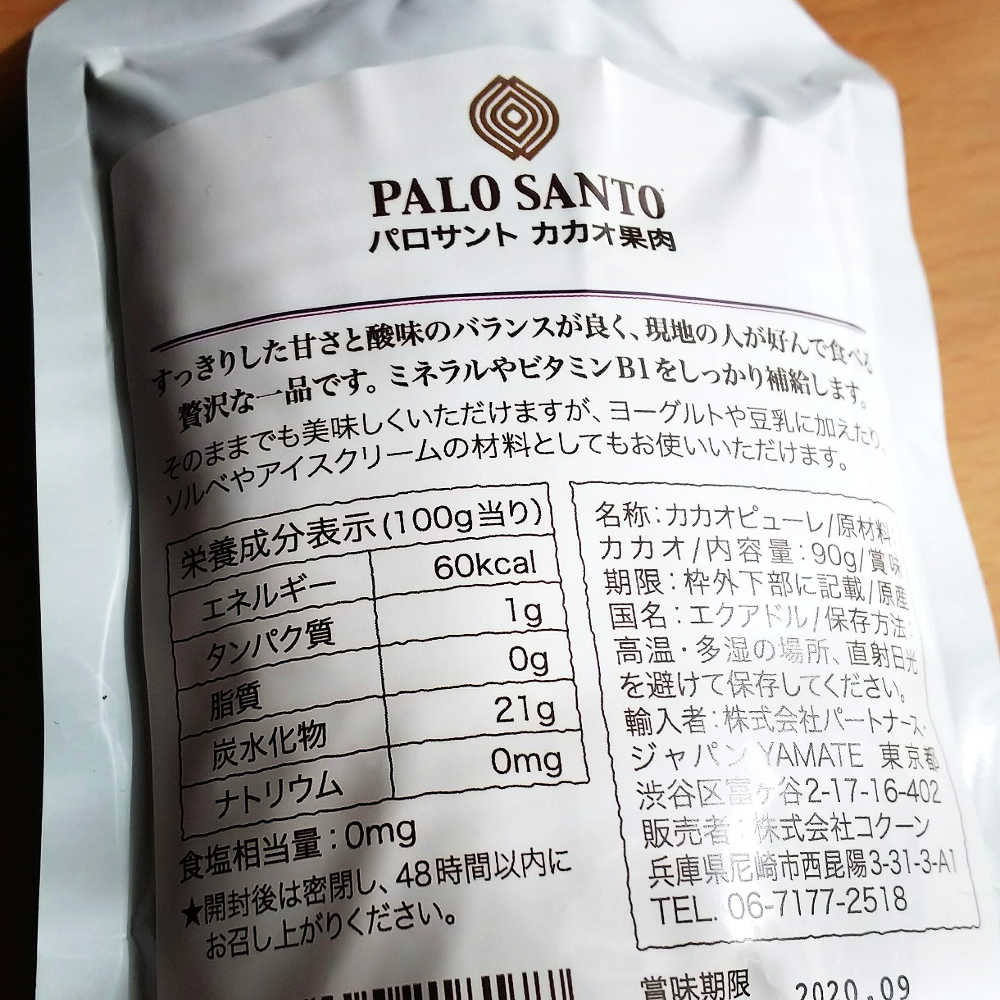 PALO SANTO
パロサント カカオ果肉
すっきりした甘さと酸味のバランスが良く、現地の人が好んで食べる
贅沢な一品です。ミネラルやビタミンB1をしっかり補給します。
そのままでも美味しくいただけますが、ヨーグルトや豆乳に加えたり、
ソルベやアイスクリームの材料としてもお使いいただけます。
栄養成分表示(100g当り)
エネルギー 60kcal
タンパク質 1g
脂質 0g
炭水化物 21g
ナトリウム 0mg
食塩相当量:0mg
★開封後は密閉し、48時間以内に
お召し上がりください。
名称:カカオピューレ/原材料:
カカオ/内容量:90g/賞味
期限:枠外下部に記載/原産
国名:エクアドル/保存方法:
高温・多湿の場所、直射日光
を避けて保存してください。
輸入者:株式会社パートナース・
ジャパン YAMATE 東京都
渋谷区富ヶ谷2-17-16-402
販売者:株式会社コクーン
兵庫県尼崎市西昆陽3-31-3-A1
TEL. 06-7177-2518
賞味期限 2020.09